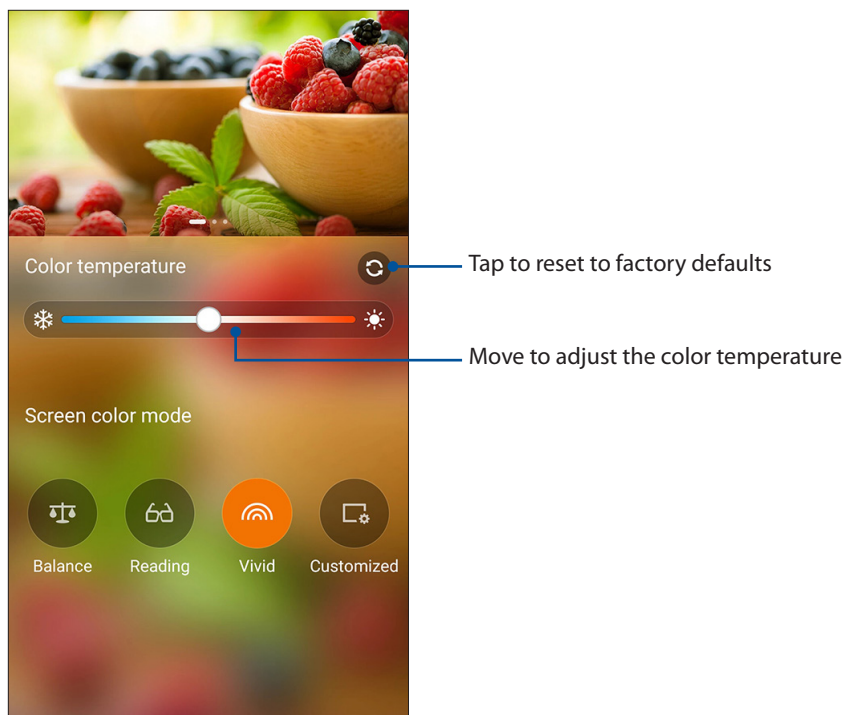 Color temperature
Tap to reset to factory defaults
Move to adjust the color temperature
Screen color mode
Balance Reading Vivid Customized